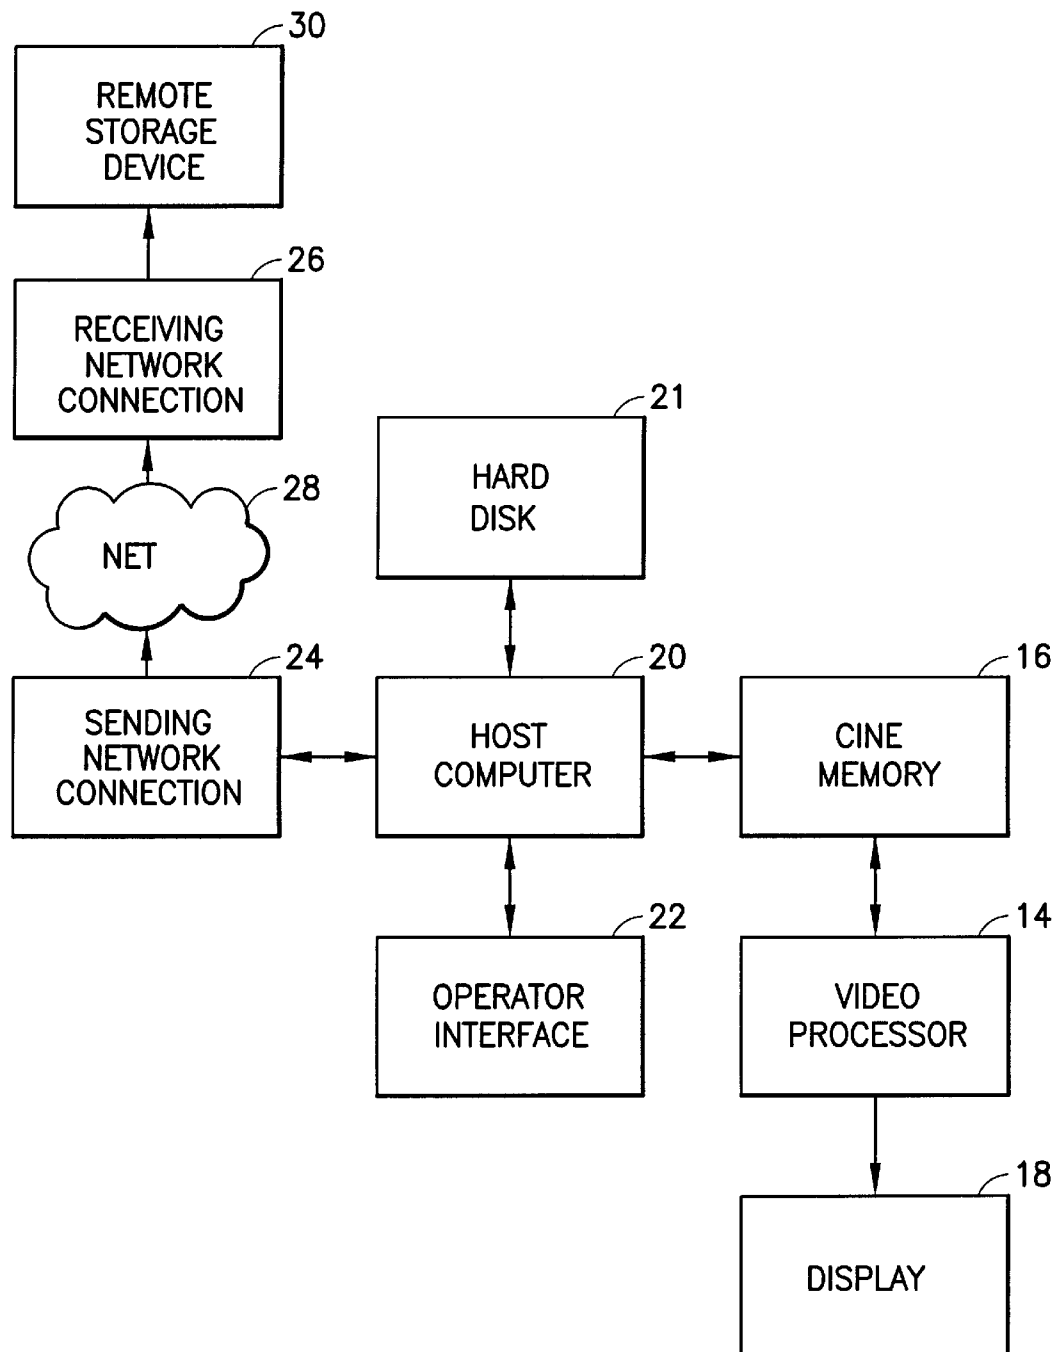 30
REMOTE
STORAGE
DEVICE
26
RECEIVING
NETWORK
CONNECTION
21
HARD
DISK
28
NET
24
SENDING
NETWORK
CONNECTION
20
HOST
COMPUTER
16
CINE
MEMORY
22
OPERATOR
INTERFACE
14
VIDEO
PROCESSOR
18
DISPLAY